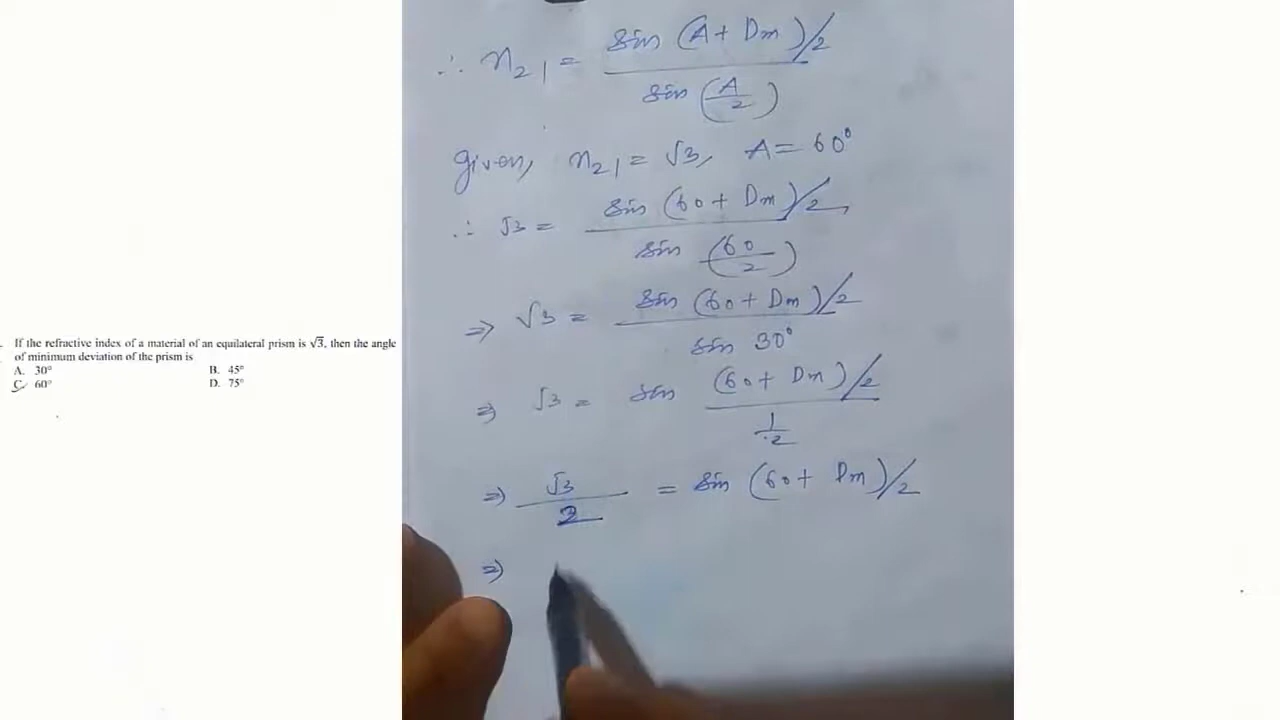 If the refractive index of a material of an equilateral prism is √3, then the angle
of minimum deviation of the prism is
A. 30° B. 45°
C. 60° D. 75°
∴ n₂₁ = sin (A + Dm)/2 / sin (A/2)
Given, n₂₁ = √3, A = 60°
∴ √3 = sin (60 + Dm)/2 / sin (60/2)
⇒ √3 = sin (60 + Dm)/2 / sin 30°
⇒ √3 = sin (60 + Dm)/2 / 1/2
⇒ √3/2 = sin (60 + Dm)/2
⇒